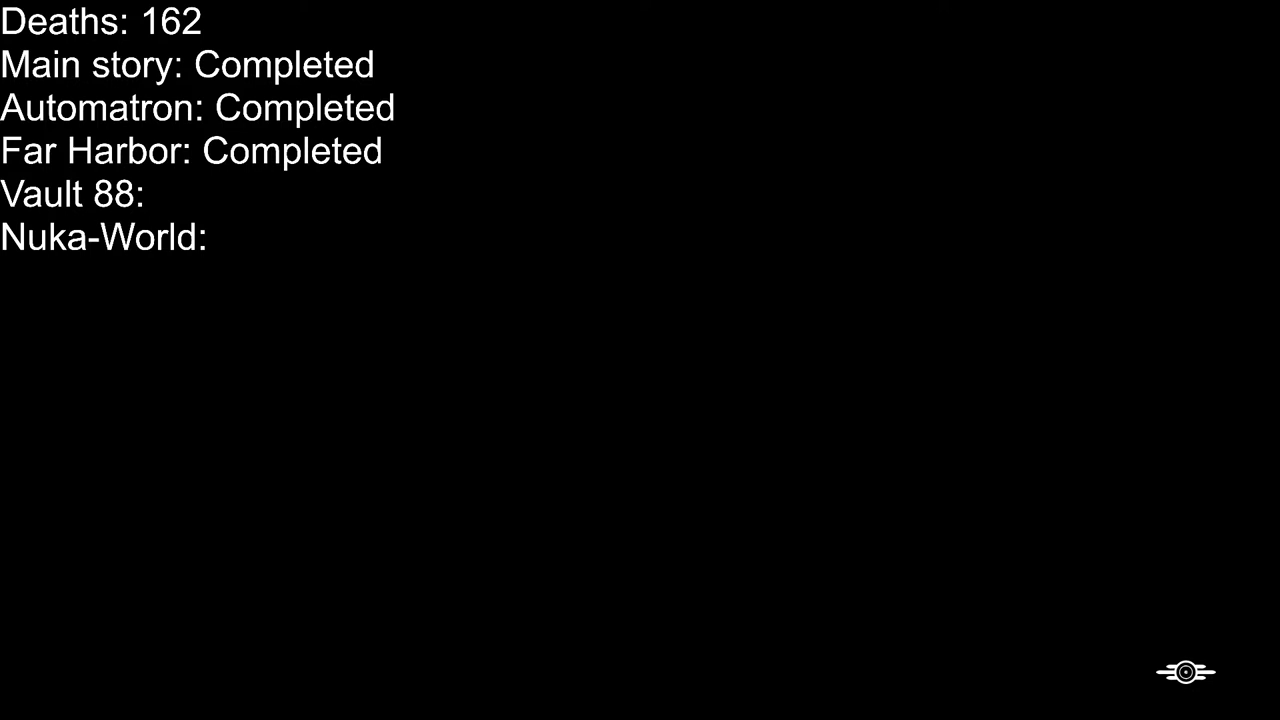 Deaths: 162
Main story: Completed
Automatron: Completed
Far Harbor: Completed
Vault 88:
Nuka-World: